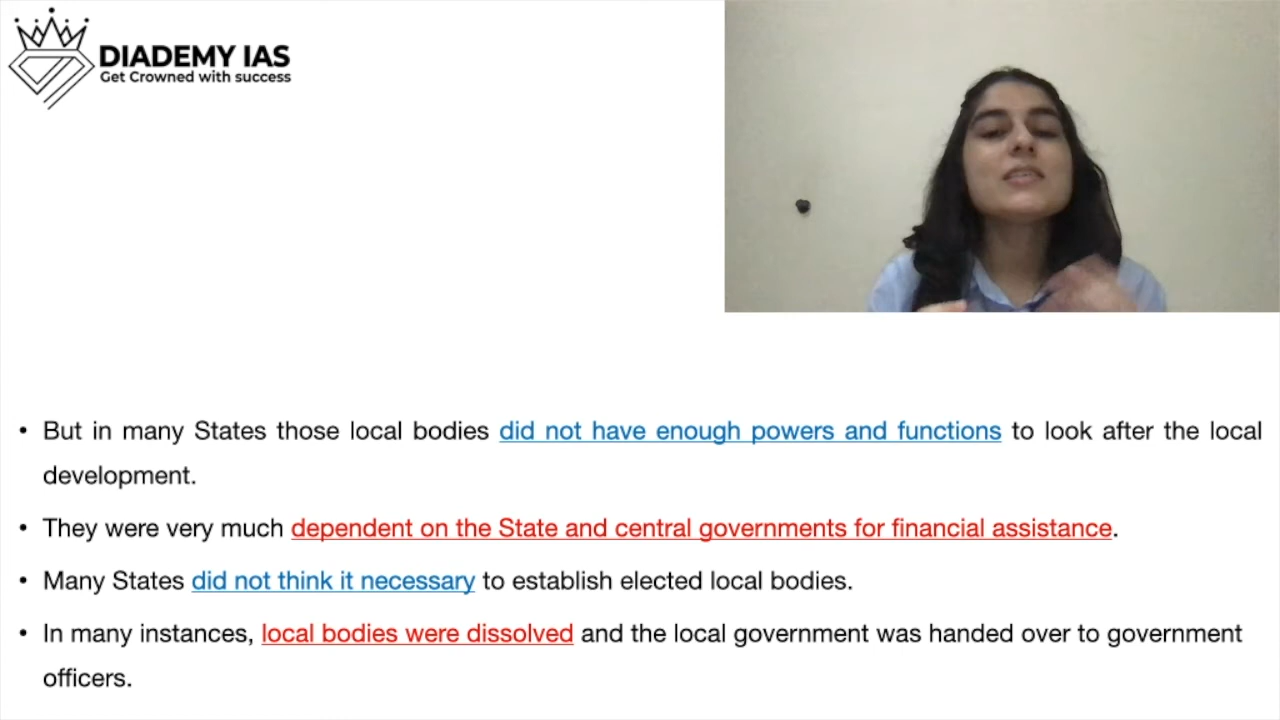 DIADEMY IAS
Get Crowned with success
• But in many States those local bodies did not have enough powers and functions to look after the local
development.
• They were very much dependent on the State and central governments for financial assistance.
• Many States did not think it necessary to establish elected local bodies.
• In many instances, local bodies were dissolved and the local government was handed over to government
officers.